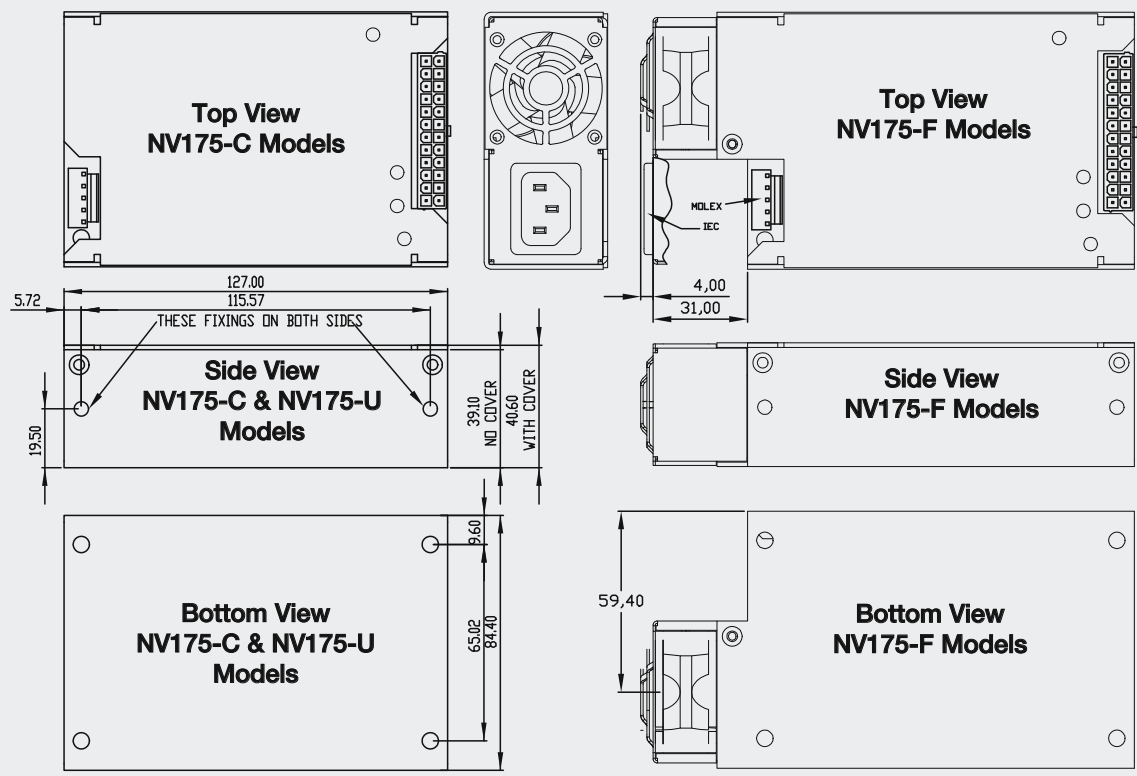 Top View
NV175-C Models
Top View
NV175-F Models
MOLEX
IEC
4,00
31,00
127.00
5.72
115.57
THESE FIXINGS ON BOTH SIDES
Side View
NV175-C & NV175-U
Models
19.50
39.10
NO COVER
40.60
WITH COVER
Side View
NV175-F Models
Bottom View
NV175-C & NV175-U
Models
9.60
65.02
84.40
59,40
Bottom View
NV175-F Models